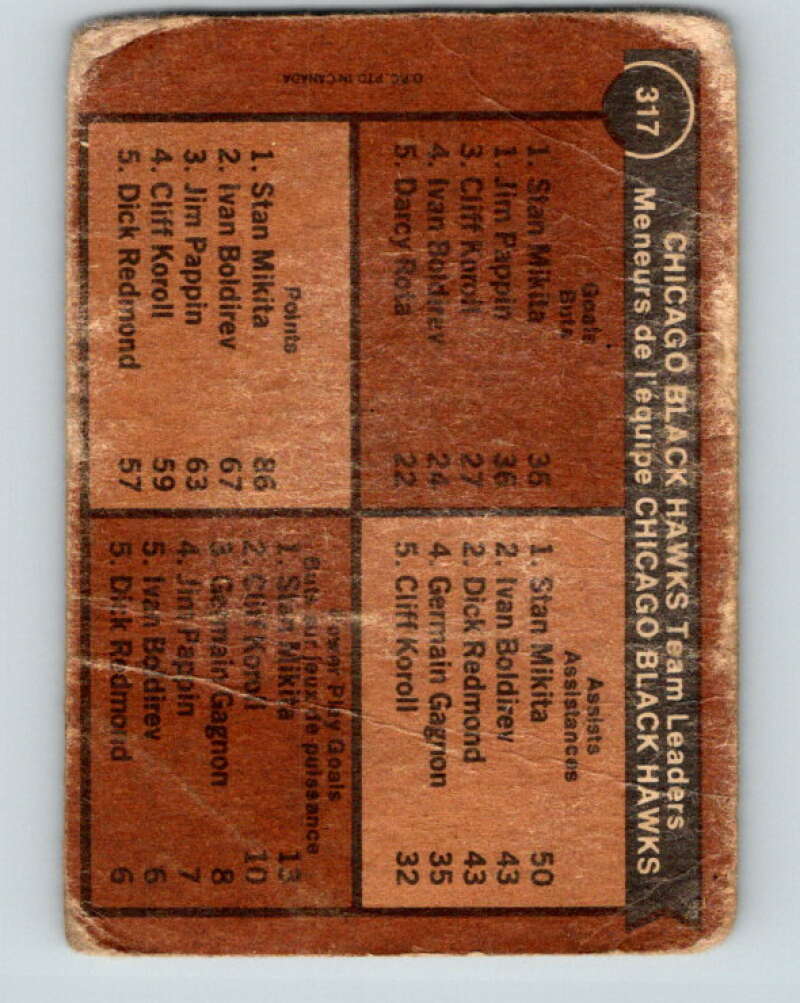 317
CHICAGO BLACK HAWKS Team Leaders
Meneurs de l'équipe CHICAGO BLACK HAWKS
Goals
Buts
1. Stan Mikita 36
1. Jim Pappin 36
3. Cliff Koroll 27
4. Ivan Boldirev 24
5. Darcy Rota 22
Assists
Assistances
1. Stan Mikita 50
2. Ivan Boldirev 43
2. Dick Redmond 43
4. Germain Gagnon 35
5. Cliff Koroll 32
Points
1. Stan Mikita 86
2. Ivan Boldirev 67
3. Jim Pappin 63
4. Cliff Koroll 59
5. Dick Redmond 57
Power Play Goals
Buts sur jeux de puissance
1. Stan Mikita 13
2. Cliff Koroll 10
3. Germain Gagnon 8
4. Jim Pappin 7
5. Ivan Boldirev 6
5. Dick Redmond 6
O.P.C. PTD. IN CANADA